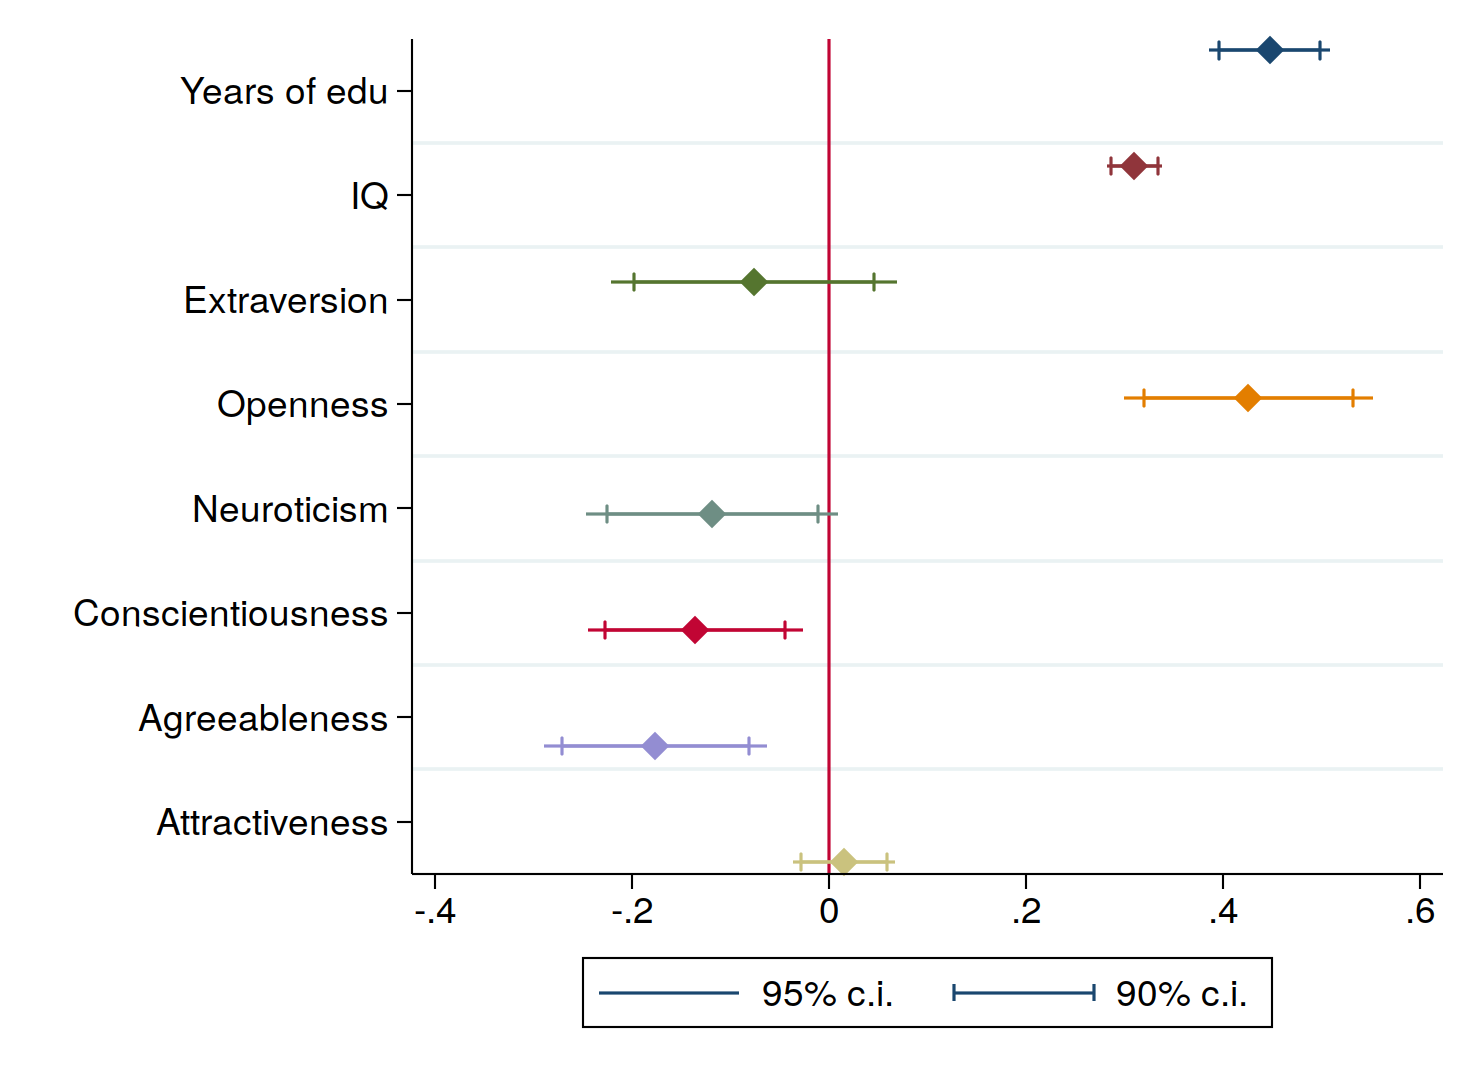 Years of edu
IQ
Extraversion
Openness
Neuroticism
Conscientiousness
Agreeableness
Attractiveness
-.4 -.2 0 .2 .4 .6
95% c.i. 90% c.i.